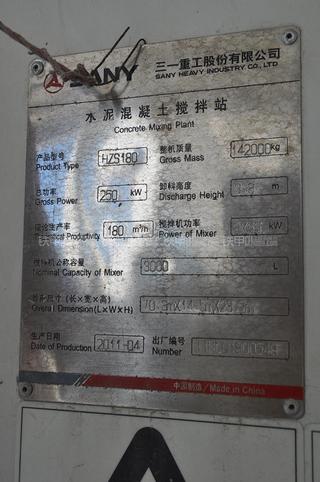 SANY 三一重工股份有限公司
SANY HEAVY INDUSTRY CO., LTD
水泥混凝土搅拌站
Concrete Mixing Plant
产品型号 HZS180 整机质量 142000kg
Product Type Gross Mass
总功率 250 kW 卸料高度 m
Gross Power Discharge Height
理论生产率 180 m³/h 搅拌机功率 kW
Theoretical Productivity Power of Mixer
搅拌机公称容量 3000 L
Nominal Capacity of Mixer
外形尺寸（长×宽×高）
Overall Dimension(L×W×H)
生产日期 2011-04 出厂编号
Date of Production Number
中国制造/Made in China